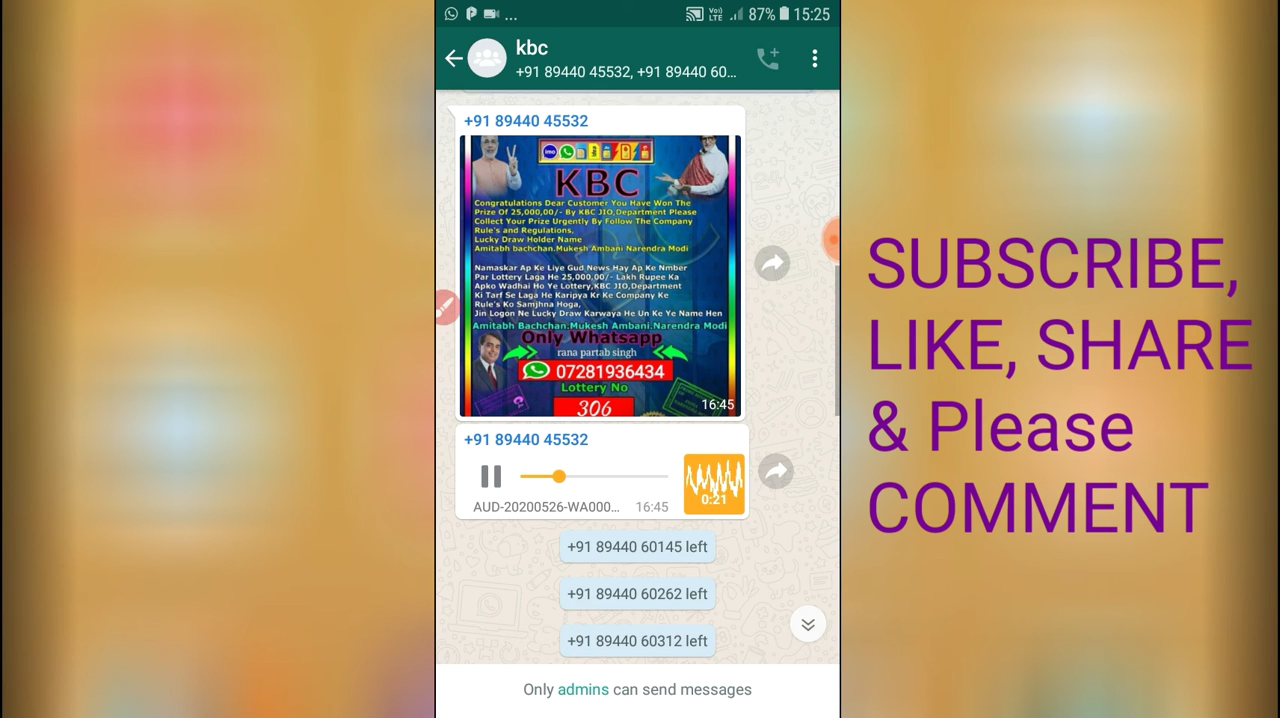 ... 87% 15:25
kbc
+91 89440 45532, +91 89440 60...
+91 89440 45532
KBC
Congratulations Dear Customer You Have Won The
Prize Of 25,000,00/- By KBC JIO,Department Please
Collect Your Prize Urgently By Follow The Company
Rule's and Regulations,
Lucky Draw Holder Name
Amitabh bachchan.Mukesh Ambani Narendra Modi
Namaskar Ap Ke Liye Gud News Hay Ap Ke Nmber
Par Lottery Laga He 25,000,00/- Lakh Rupee Ka
Apko Wadhai Ho Ye Lottery,KBC JIO,Department
Ki Tarf Se Laga He Karipya Kr Ke Company Ke
Rule's Ko Samjhna Hoga,
Jin Logon Ne Lucky Draw Karwaya He Un Ke Ye Name Hen
Amitabh Bachchan.Mukesh Ambani.Narendra Modi
Only Whatsapp
rana partab singh
07281936434
Lottery No
306
16:45
+91 89440 45532
0:21
AUD-20200526-WA000... 16:45
+91 89440 60145 left
+91 89440 60262 left
+91 89440 60312 left
Only admins can send messages
SUBSCRIBE,
LIKE, SHARE
& Please
COMMENT